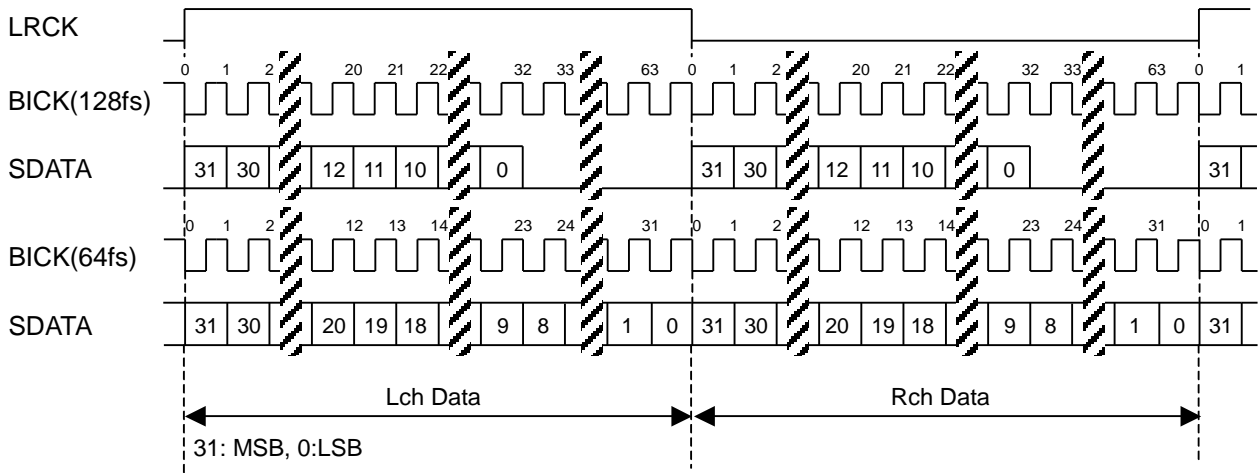 LRCK
0 1 2 20 21 22 32 33 63 0 1 2 20 21 22 32 33 63 0 1
BICK(128fs)
SDATA 31 30 12 11 10 0 31 30 12 11 10 0 31
0 1 2 12 13 14 23 24 31 0 1 2 12 13 14 23 24 31 0 1
BICK(64fs)
SDATA 31 30 20 19 18 9 8 1 0 31 30 20 19 18 9 8 1 0 31
Lch Data Rch Data
31: MSB, 0:LSB